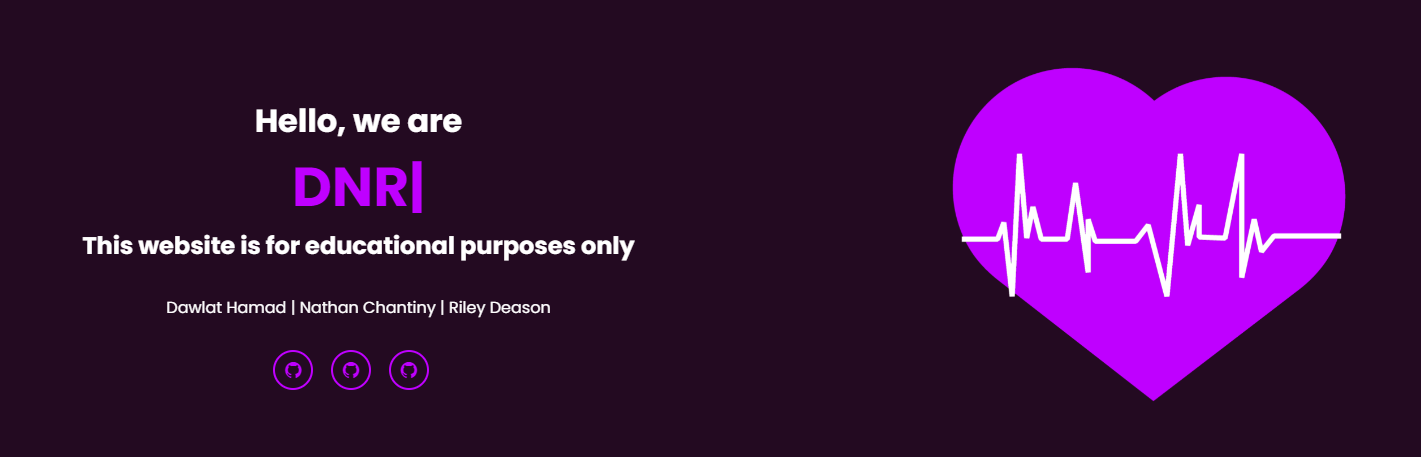 Hello, we are
DNR|
This website is for educational purposes only
Dawlat Hamad | Nathan Chantiny | Riley Deason